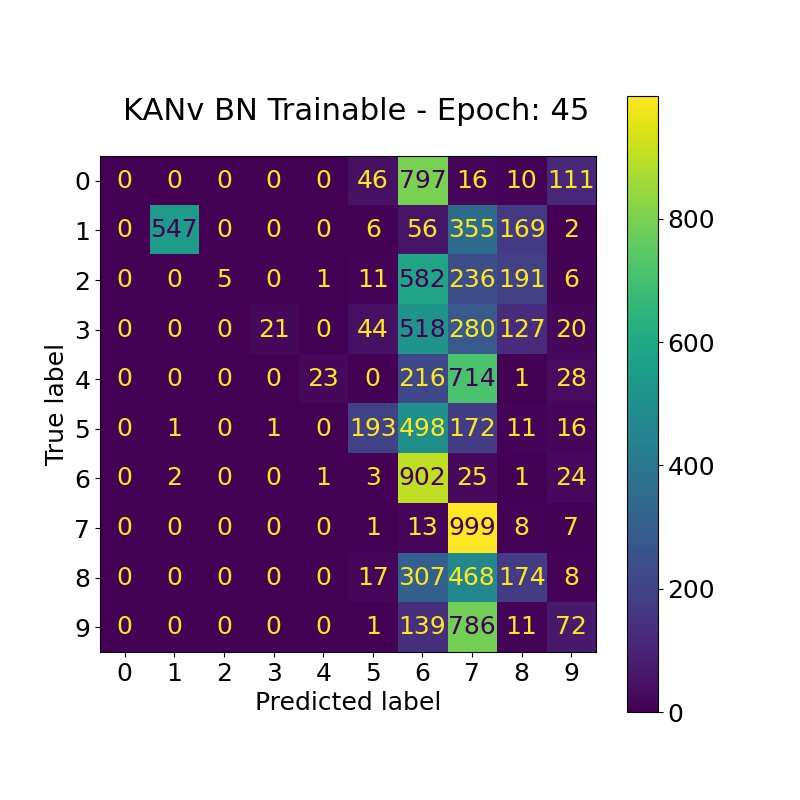 KANv BN Trainable - Epoch: 45
0 0 0 0 0 0 46 797 16 10 111
1 0 547 0 0 0 6 56 355 169 2
2 0 0 5 0 1 11 582 236 191 6
3 0 0 0 21 0 44 518 280 127 20
4 0 0 0 0 23 0 216 714 1 28
5 0 1 0 1 0 193 498 172 11 16
6 0 2 0 0 1 3 902 25 1 24
7 0 0 0 0 0 1 13 999 8 7
8 0 0 0 0 0 17 307 468 174 8
9 0 0 0 0 0 1 139 786 11 72
0 1 2 3 4 5 6 7 8 9
Predicted label
True label
800
600
400
200
0